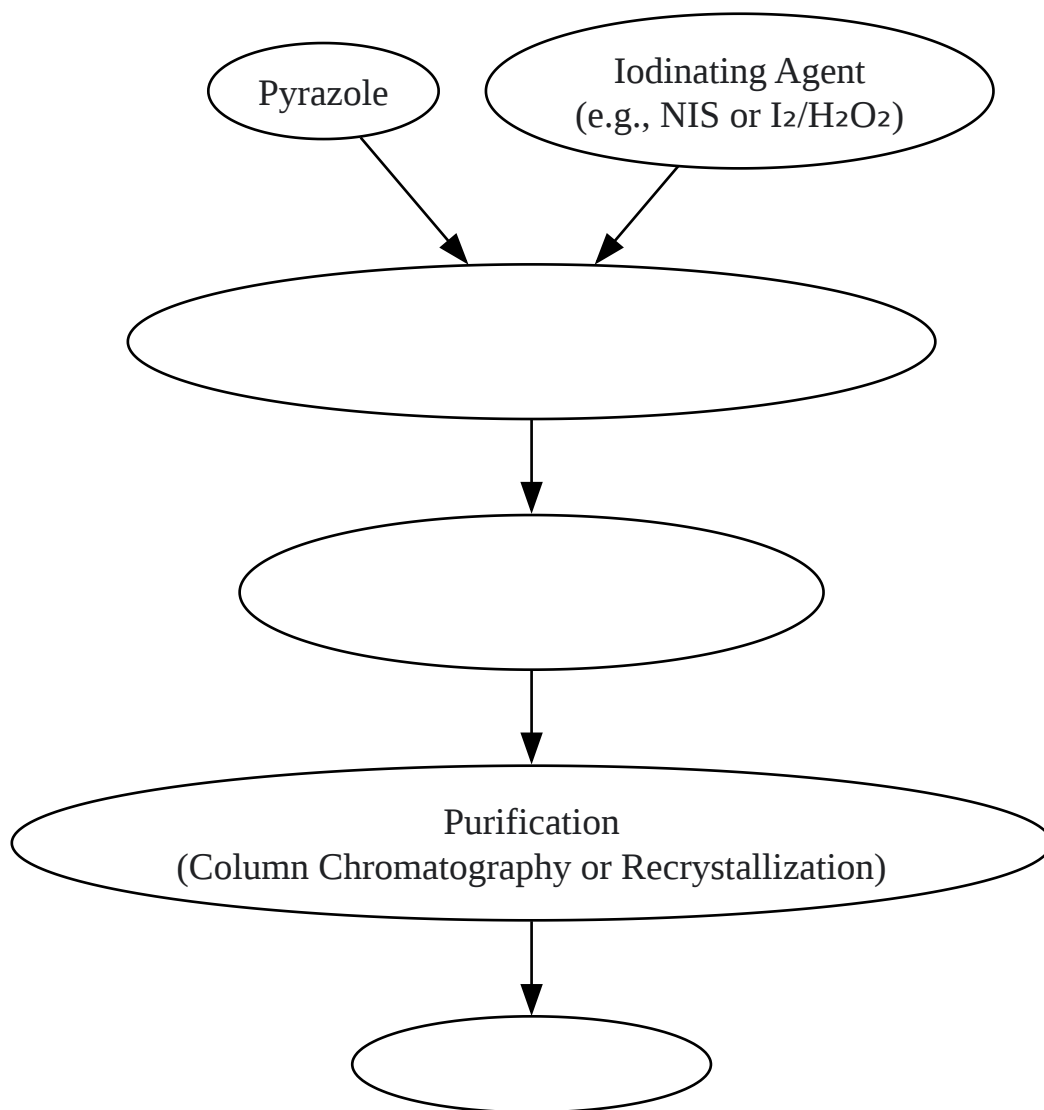 Pyrazole
Iodinating Agent
(e.g., NIS or I₂/H₂O₂)
Purification
(Column Chromatography or Recrystallization)